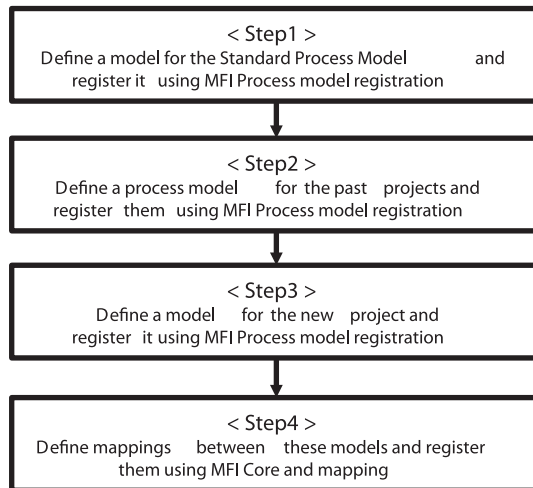 < Step1 >
Define a model for the Standard Process Model and
register it using MFI Process model registration
< Step2 >
Define a process model for the past projects and
register them using MFI Process model registration
< Step3 >
Define a model for the new project and
register it using MFI Process model registration
< Step4 >
Define mappings between these models and register
them using MFI Core and mapping